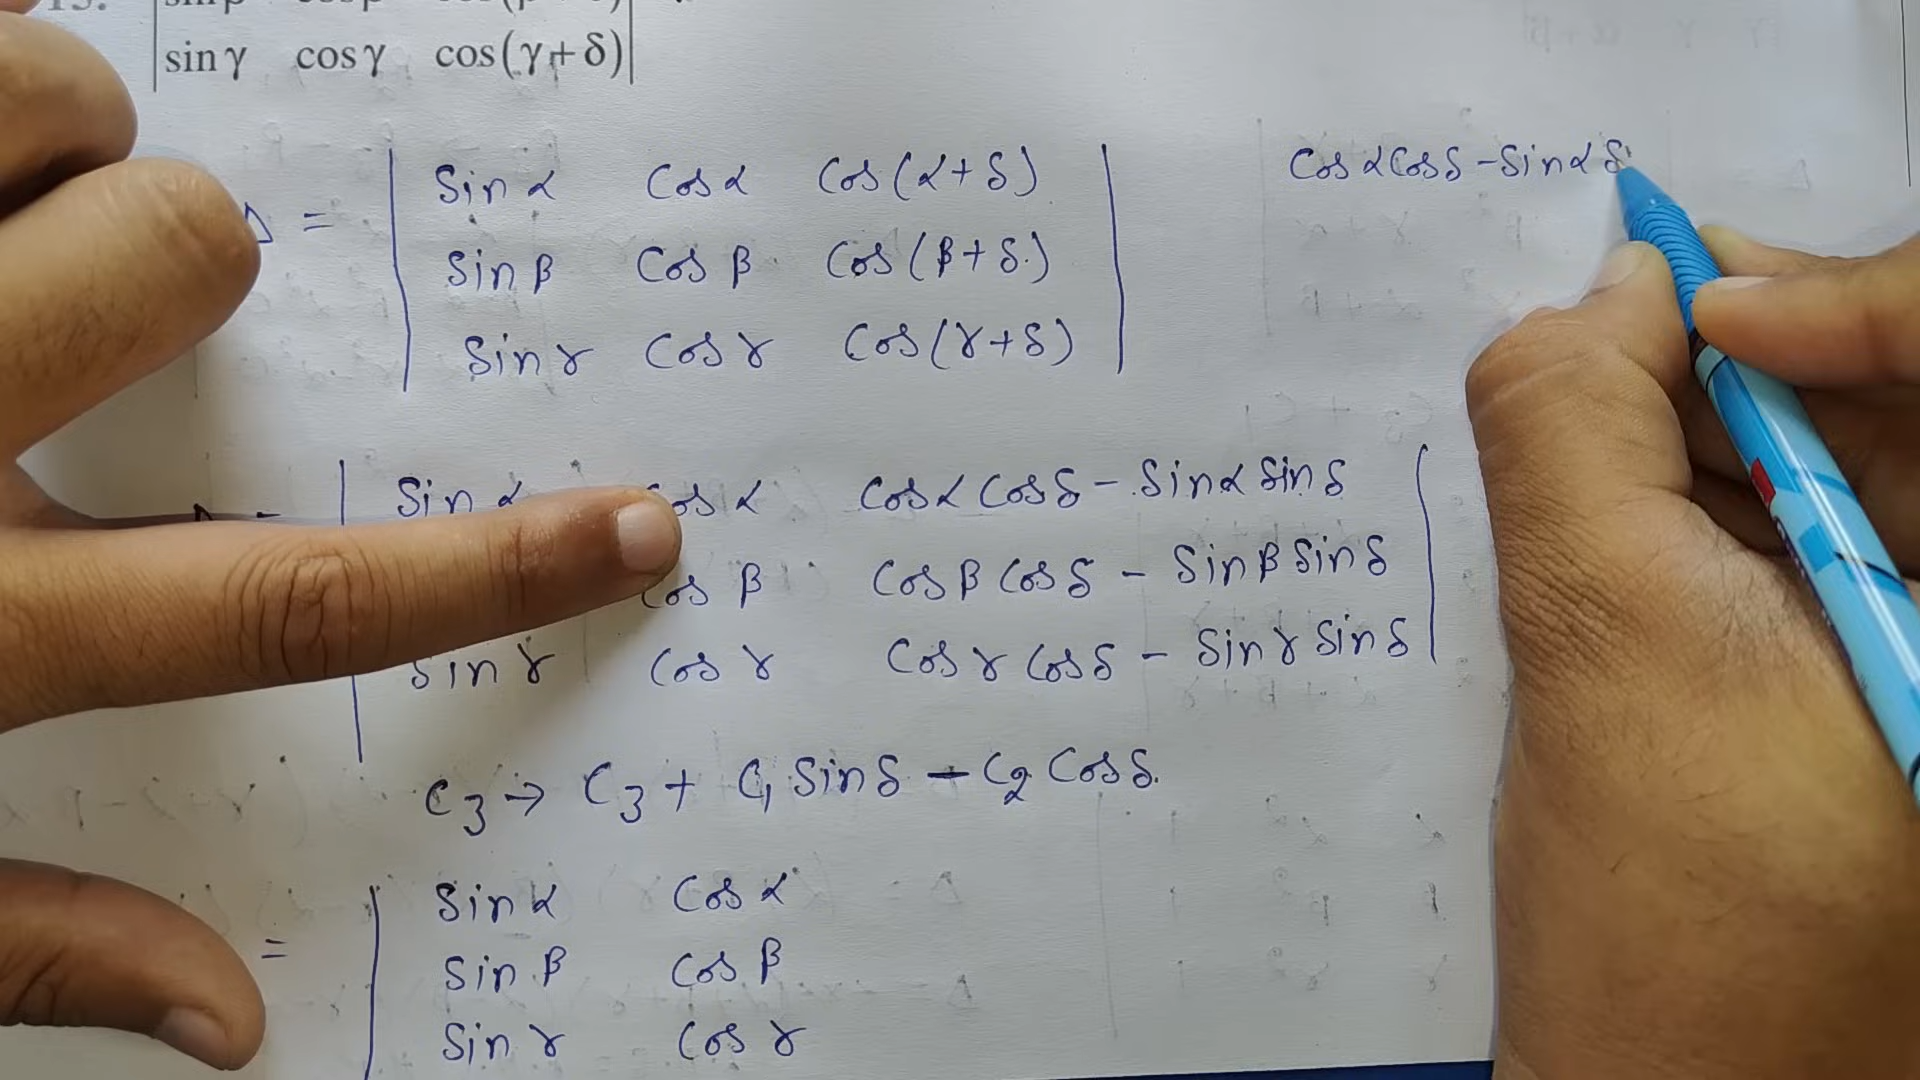 sin γ cos γ cos(γ + δ)
Sin α Cos α Cos(α + δ)
Δ =
Sin β Cos β Cos(β + δ)
Sin γ Cos γ Cos(γ + δ)
Cos α Cos δ - Sin α
Sin α Cos α Cos α Cos δ - Sin α Sin δ
Cos β Cos β Cos δ - Sin β Sin δ
Sin γ Cos γ Cos γ Cos δ - Sin γ Sin δ
C₃ → C₃ + C₁ Sin δ - C₂ Cos δ.
Sin α Cos α
= Sin β Cos β
Sin γ Cos γ